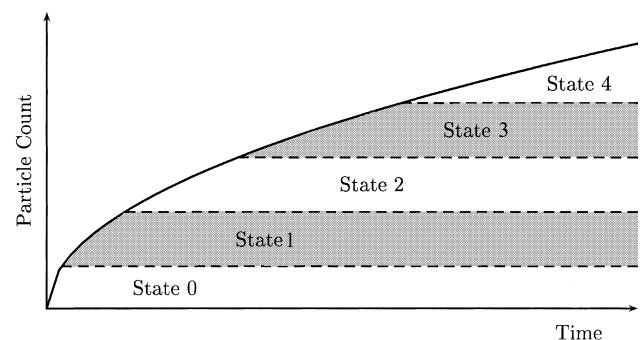 Particle Count
State 4
State 3
State 2
State 1
State 0
Time